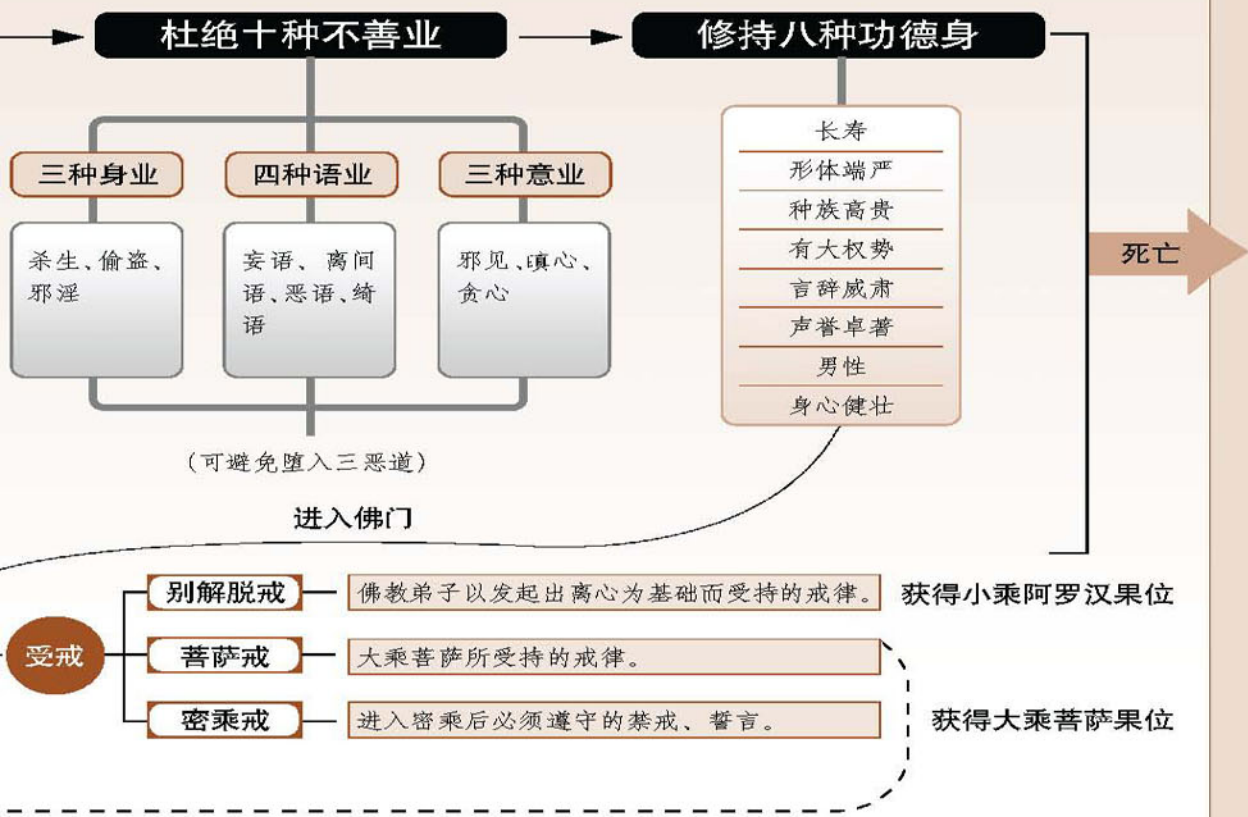 杜绝十种不善业
修持八种功德身
三种身业
四种语业
三种意业
杀生、偷盗、
邪淫
妄语、离间
语、恶语、绮
语
邪见、瞋心、
贪心
长寿
形体端严
种族高贵
有大权势
言辞威肃
声誉卓著
男性
身心健壮
死亡
(可避免堕入三恶道)
进入佛门
受戒
别解脱戒
佛教弟子以发起出离心为基础而受持的戒律。
获得小乘阿罗汉果位
菩萨戒
大乘菩萨所受持的戒律。
密乘戒
进入密乘后必须遵守的禁戒、誓言。
获得大乘菩萨果位